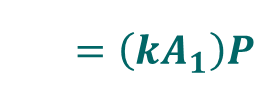 = (kA₁)P